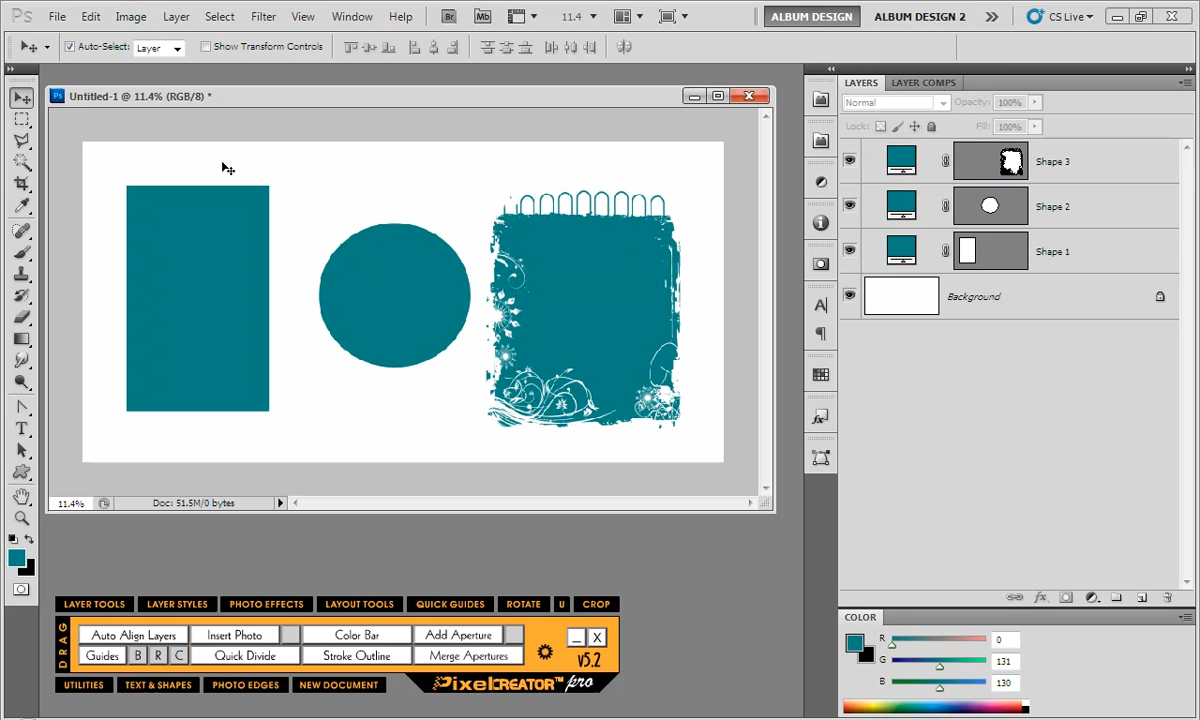 Ps File Edit Image Layer Select Filter Analysis View Window Help Br Mb 11.4 ALBUM DESIGN ALBUM DESIGN 2 CS Live
Auto-Select: Layer Show Transform Controls
Ps Untitled-1 @ 11.4% (RGB/8) *
11.4% Doc: 51.5M/0 bytes
LAYERS LAYER COMPS
Normal Opacity: 100%
Lock: Fill: 100%
Shape 3
Shape 2
Shape 1
Background
COLOR
R 0
G 131
B 130
LAYER TOOLS LAYER STYLES PHOTO EFFECTS LAYOUT TOOLS QUICK GUIDES ROTATE U CROP
DRAG
Auto Align Layers Insert Photo Color Bar Add Aperture _ X
Guides B R C Quick Divide Stroke Outline Merge Apertures v5.2
UTILITIES TEXT & SHAPES PHOTO EDGES NEW DOCUMENT PixelCREATOR™ pro